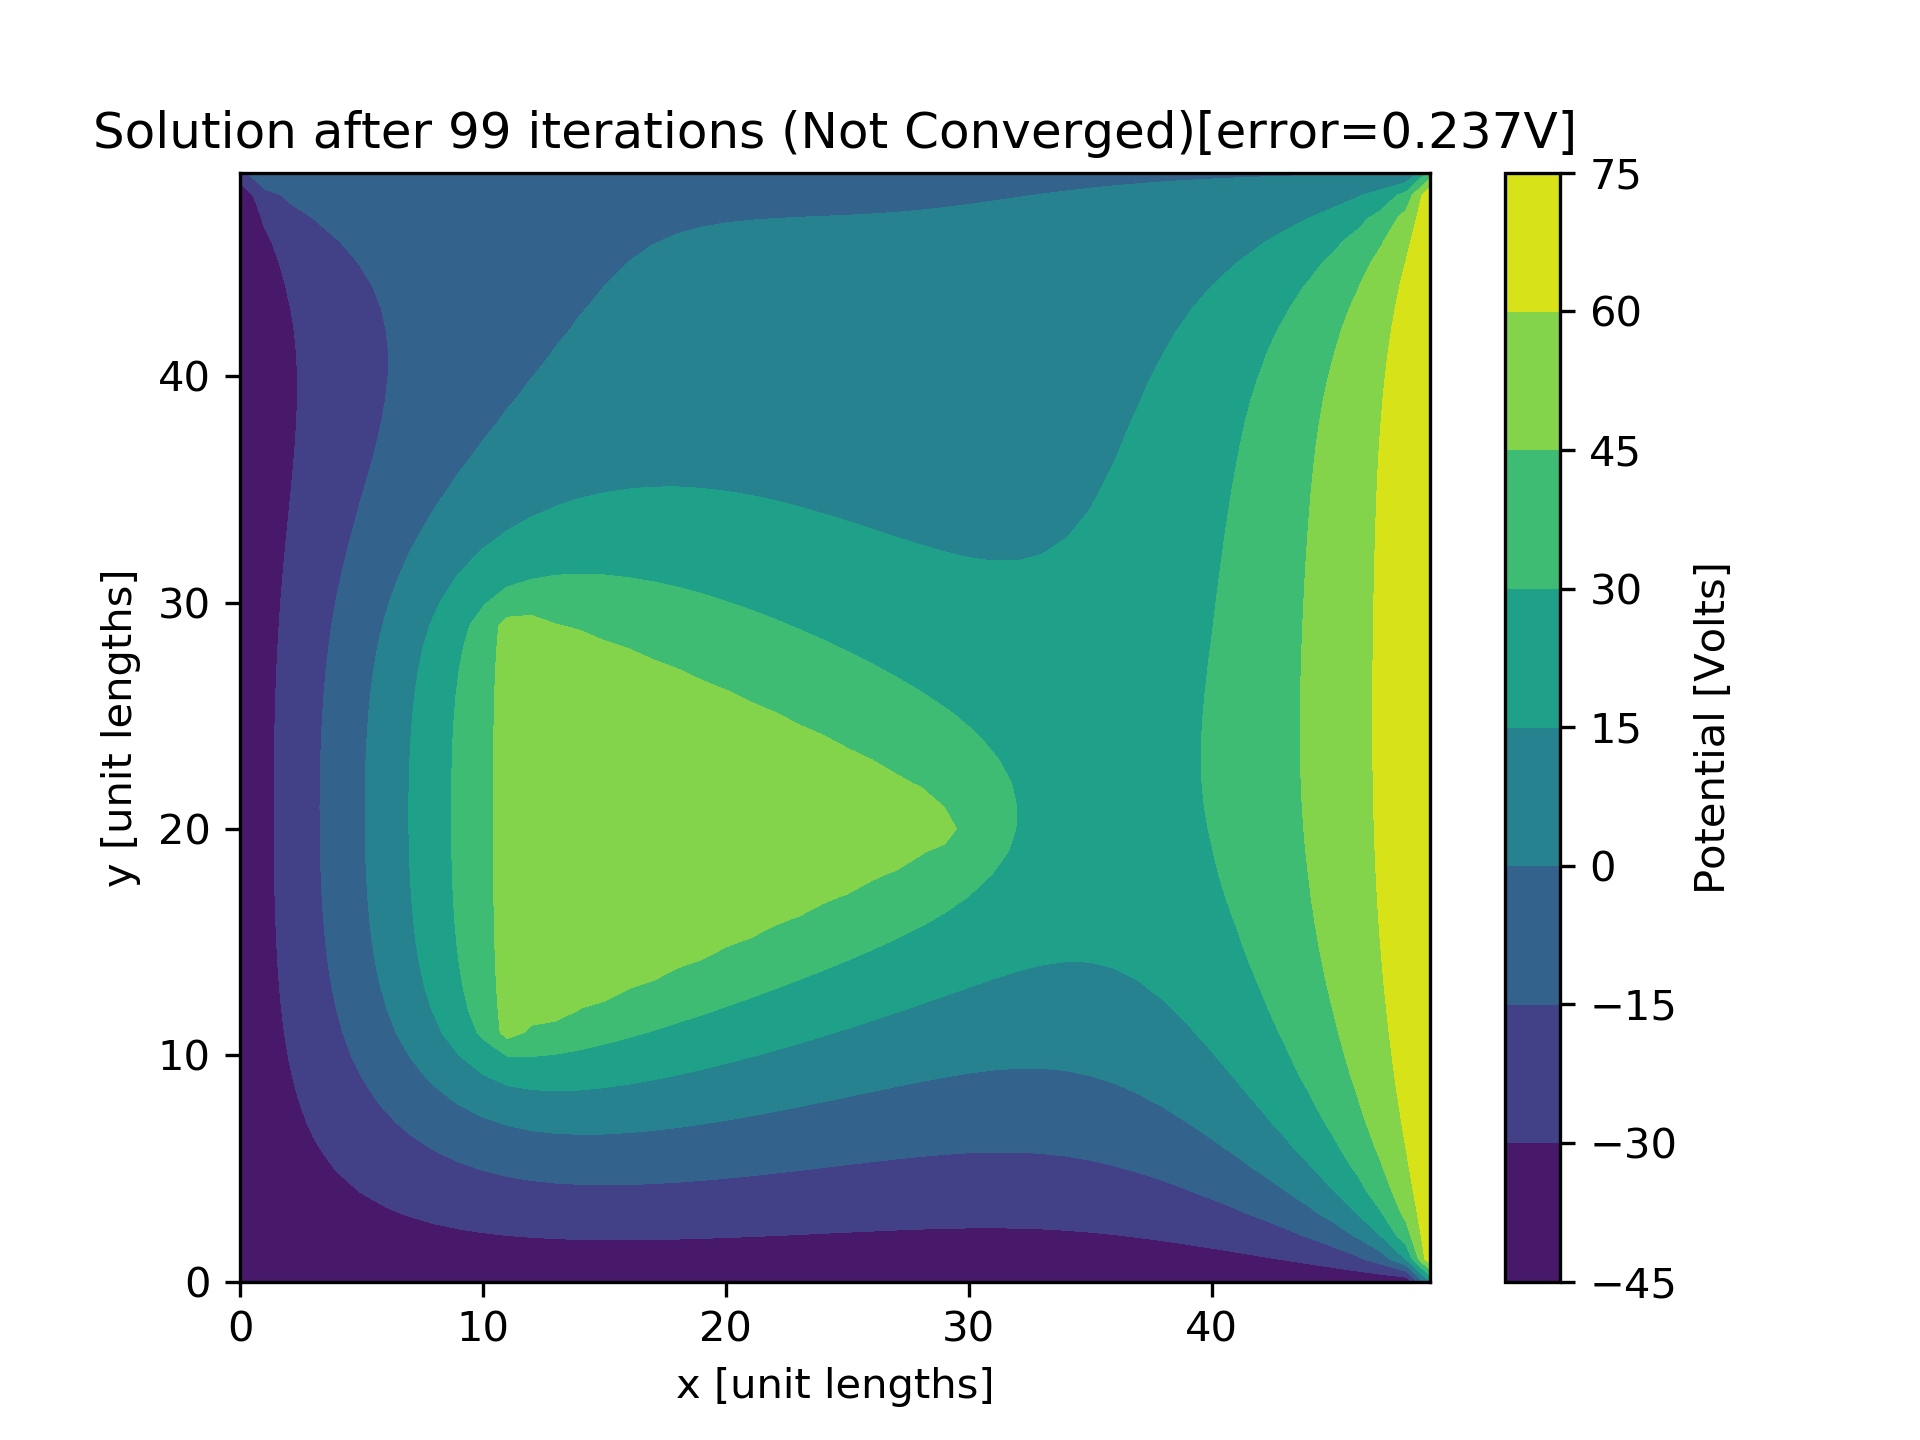 Solution after 99 iterations (Not Converged)[error=0.237V]
y [unit lengths]
40
30
20
10
0
0 10 20 30 40
x [unit lengths]
75
60
45
30
15
0
−15
−30
−45
Potential [Volts]